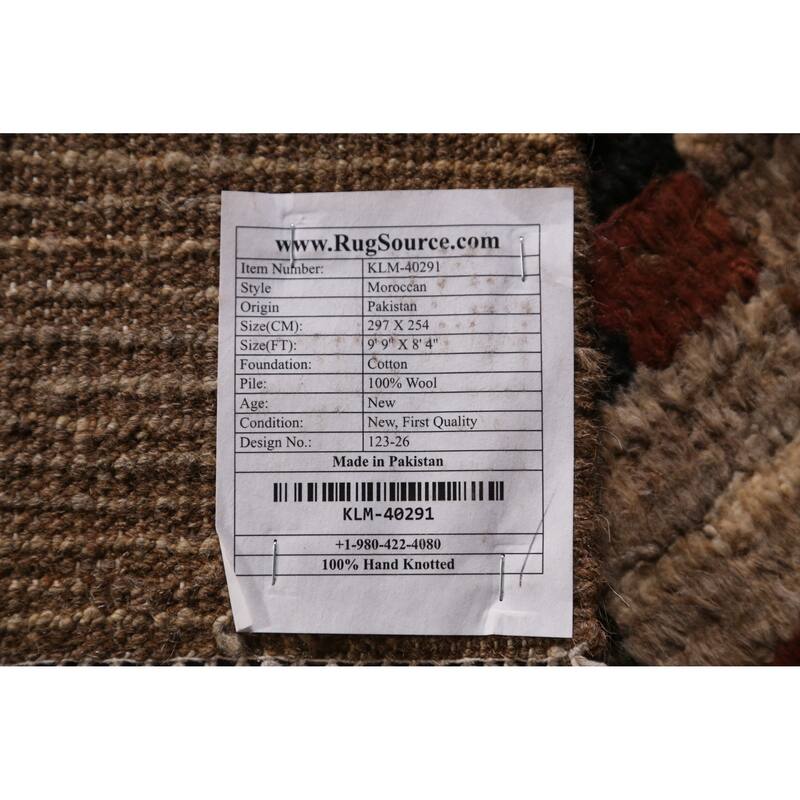 www.RugSource.com
Item Number: KLM-40291
Style Moroccan
Origin Pakistan
Size(CM): 297 X 254
Size(FT): 9' 9" X 8' 4"
Foundation: Cotton
Pile: 100% Wool
Age: New
Condition: New, First Quality
Design No.: 123-26
Made in Pakistan
KLM-40291
+1-980-422-4080
100% Hand Knotted